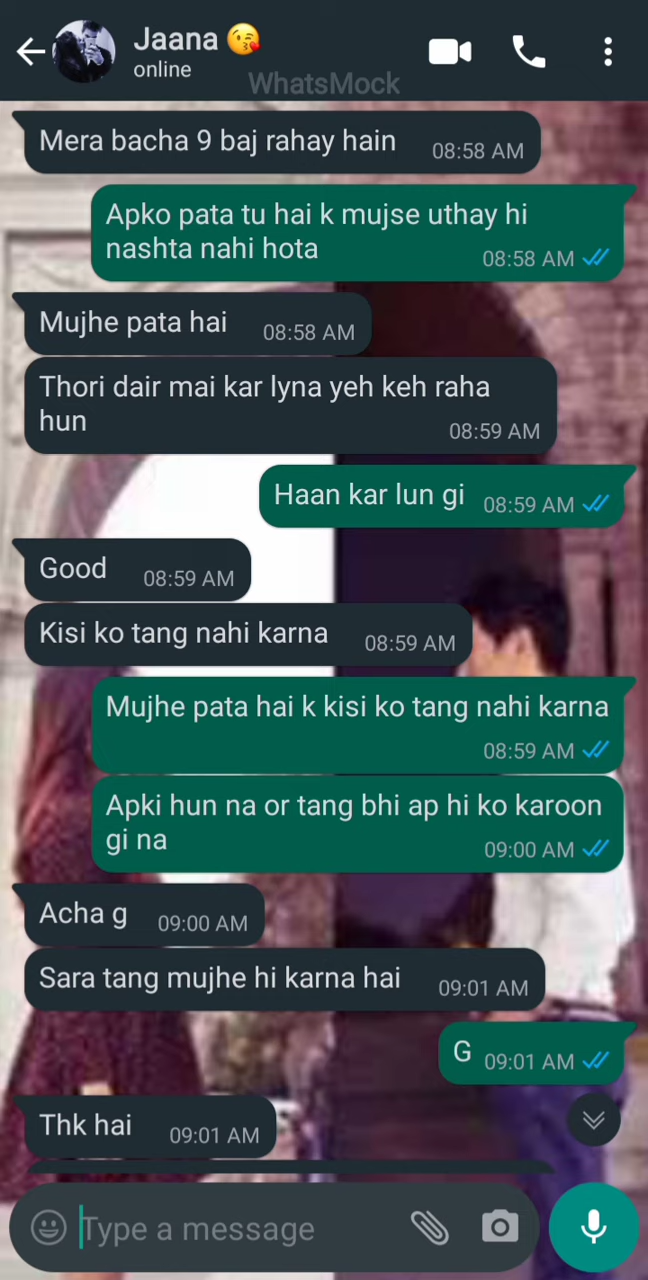 Jaana 😘
online
WhatsMock
Mera bacha 9 baj rahay hain 08:58 AM
Apko pata tu hai k mujse uthay hi
nashta nahi hota 08:58 AM
Mujhe pata hai 08:58 AM
Thori dair mai kar lyna yeh keh raha
hun 08:59 AM
Haan kar lun gi 08:59 AM
Good 08:59 AM
Kisi ko tang nahi karna 08:59 AM
Mujhe pata hai k kisi ko tang nahi karna
08:59 AM
Apki hun na or tang bhi ap hi ko karoon
gi na 09:00 AM
Acha g 09:00 AM
Sara tang mujhe hi karna hai 09:01 AM
G 09:01 AM
Thk hai 09:01 AM
Type a message